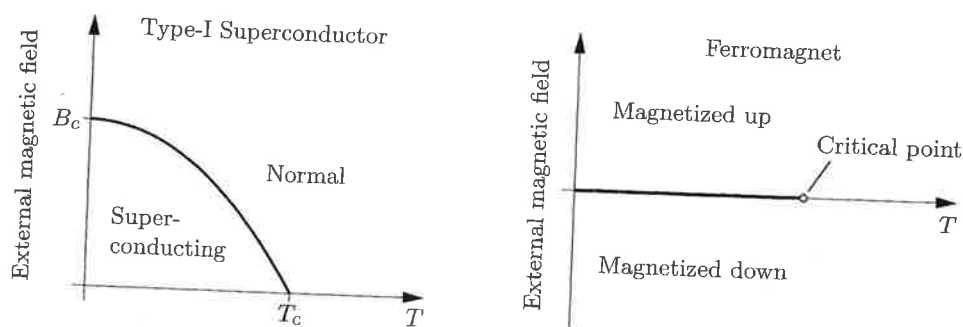 Type-I Superconductor
External magnetic field
B_c
Normal
Super-
conducting
T_c
T
Ferromagnet
External magnetic field
Magnetized up
Critical point
T
Magnetized down